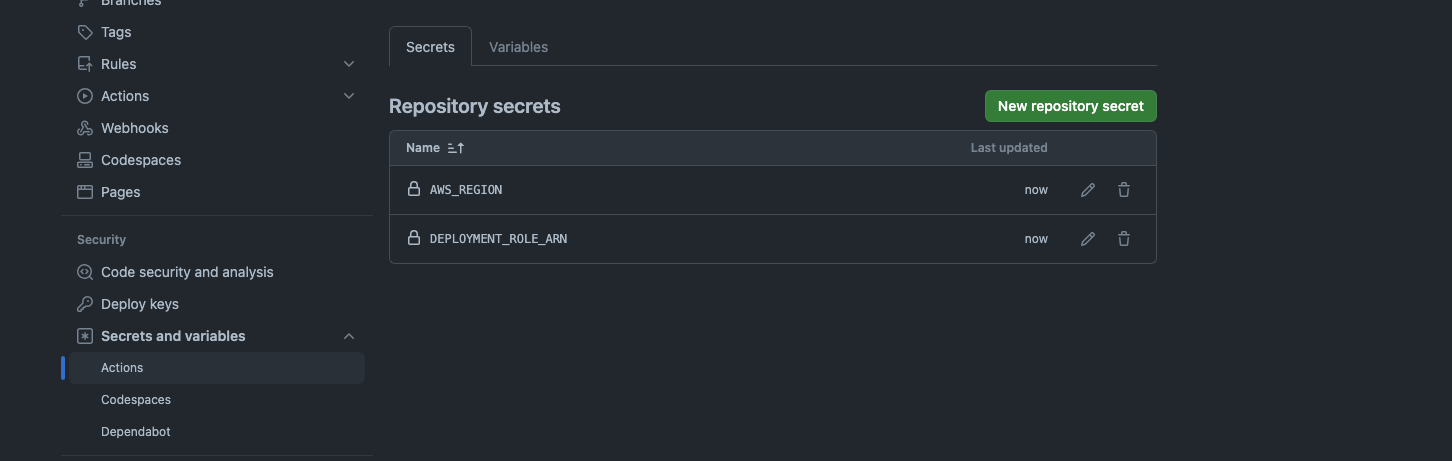 Branches
Tags
Rules
Actions
Webhooks
Codespaces
Pages
Security
Code security and analysis
Deploy keys
Secrets and variables
Actions
Codespaces
Dependabot
Secrets Variables
Repository secrets New repository secret
Name Last updated
AWS_REGION now
DEPLOYMENT_ROLE_ARN now